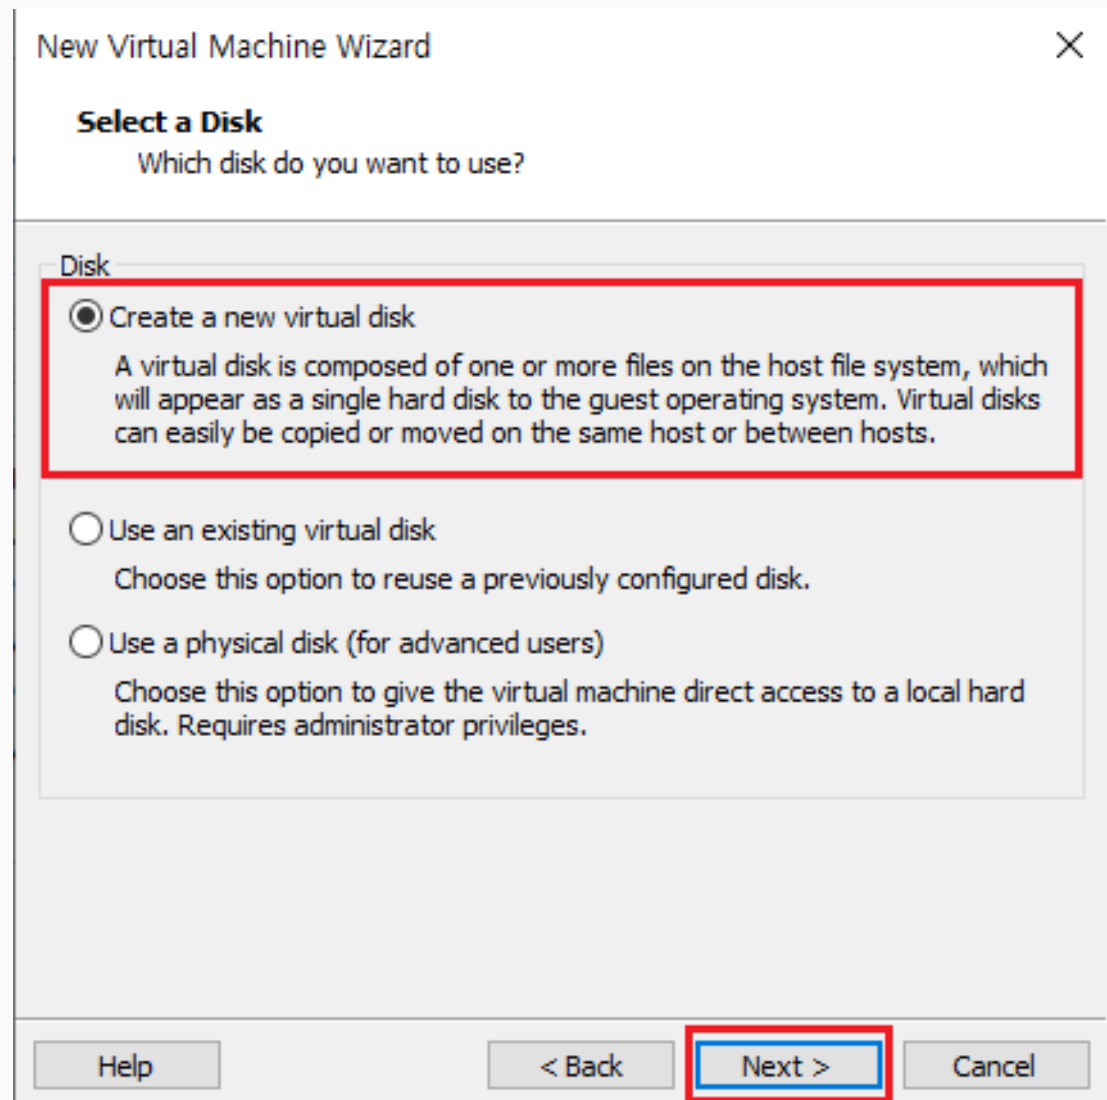 New Virtual Machine Wizard
Select a Disk
Which disk do you want to use?
Disk
Create a new virtual disk
A virtual disk is composed of one or more files on the host file system, which
will appear as a single hard disk to the guest operating system. Virtual disks
can easily be copied or moved on the same host or between hosts.
Use an existing virtual disk
Choose this option to reuse a previously configured disk.
Use a physical disk (for advanced users)
Choose this option to give the virtual machine direct access to a local hard
disk. Requires administrator privileges.
Help < Back Next > Cancel